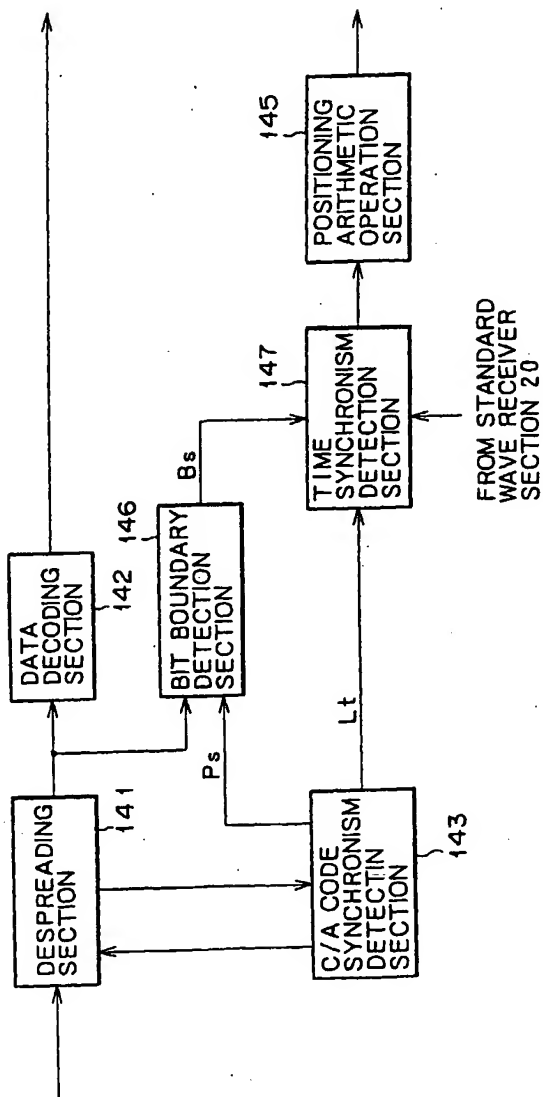 DESPREADING
SECTION
141
DATA
DECODING
SECTION
142
BIT BOUNDARY
DETECTION
SECTION
146
Bs
Ps
C/A CODE
SYNCHRONISM
DETECTIN
SECTION
143
Lt
TIME
SYNCHRONISM
DETECTION
SECTION
147
FROM STANDARD
WAVE RECEIVER
SECTION 20
POSITIONING
ARITHMETIC
OPERATION
SECTION
145